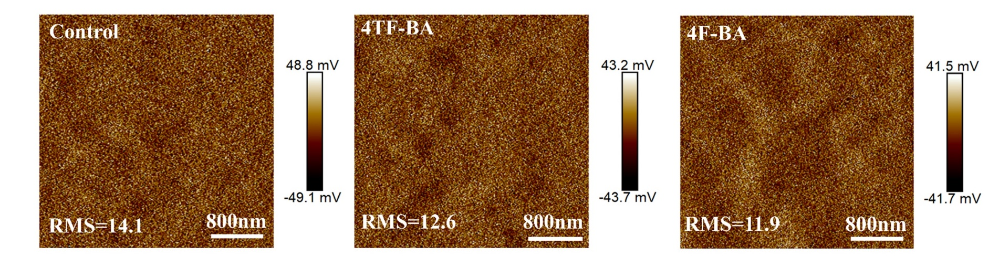 Control
48.8 mV
-49.1 mV
RMS=14.1
800nm
4TF-BA
43.2 mV
-43.7 mV
RMS=12.6
800nm
4F-BA
41.5 mV
-41.7 mV
RMS=11.9
800nm